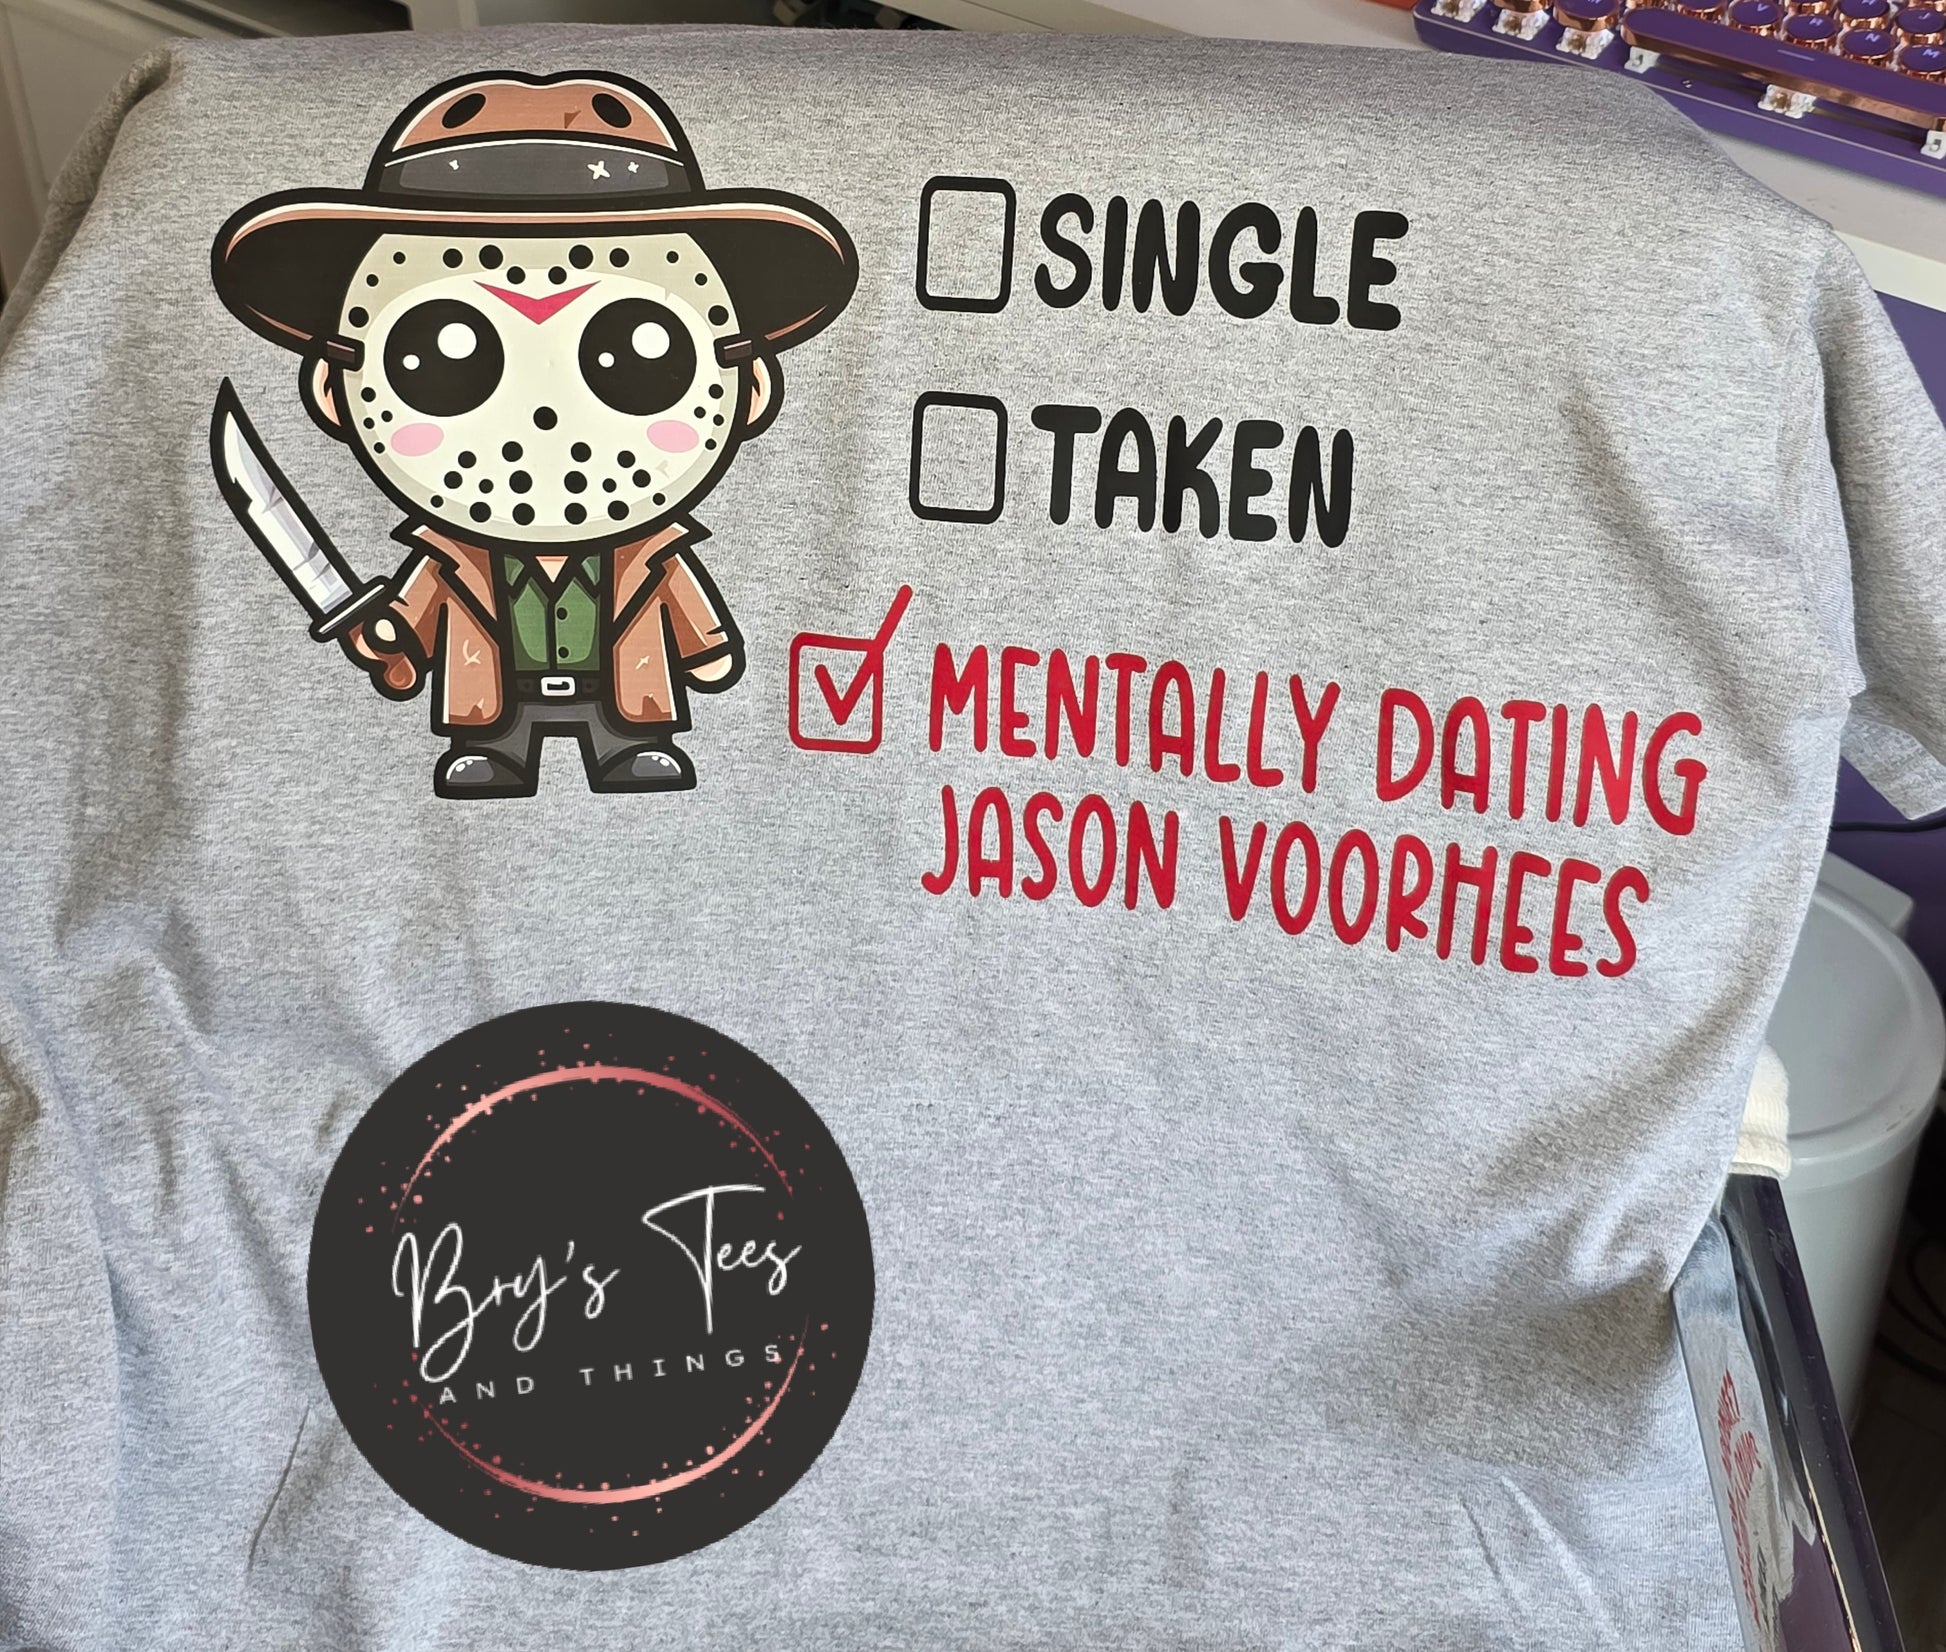 SINGLE
TAKEN
MENTALLY DATING
JASON VOORHEES
Bry's Tees
AND THINGS